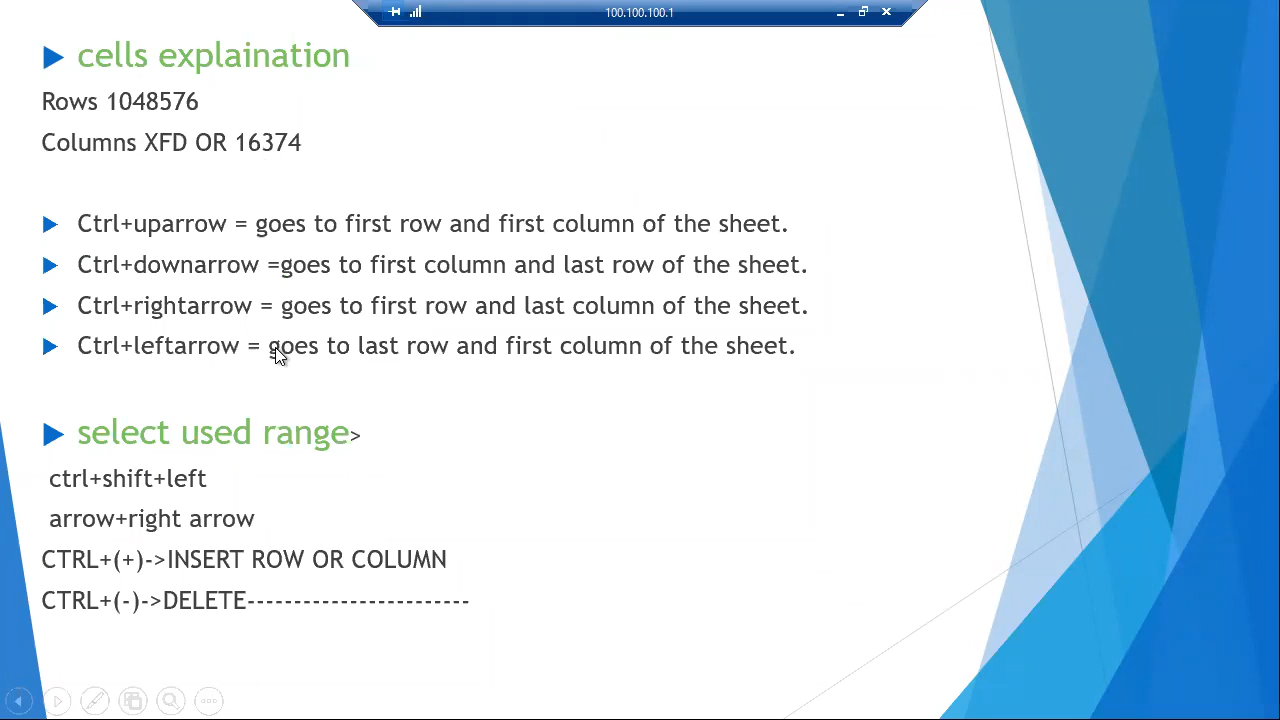 100.100.100.1
cells explaination
Rows 1048576
Columns XFD OR 16374
Ctrl+uparrow = goes to first row and first column of the sheet.
Ctrl+downarrow =goes to first column and last row of the sheet.
Ctrl+rightarrow = goes to first row and last column of the sheet.
Ctrl+leftarrow = goes to last row and first column of the sheet.
select used range>
ctrl+shift+left
arrow+right arrow
CTRL+(+)->INSERT ROW OR COLUMN
CTRL+(-)->DELETE------------------------